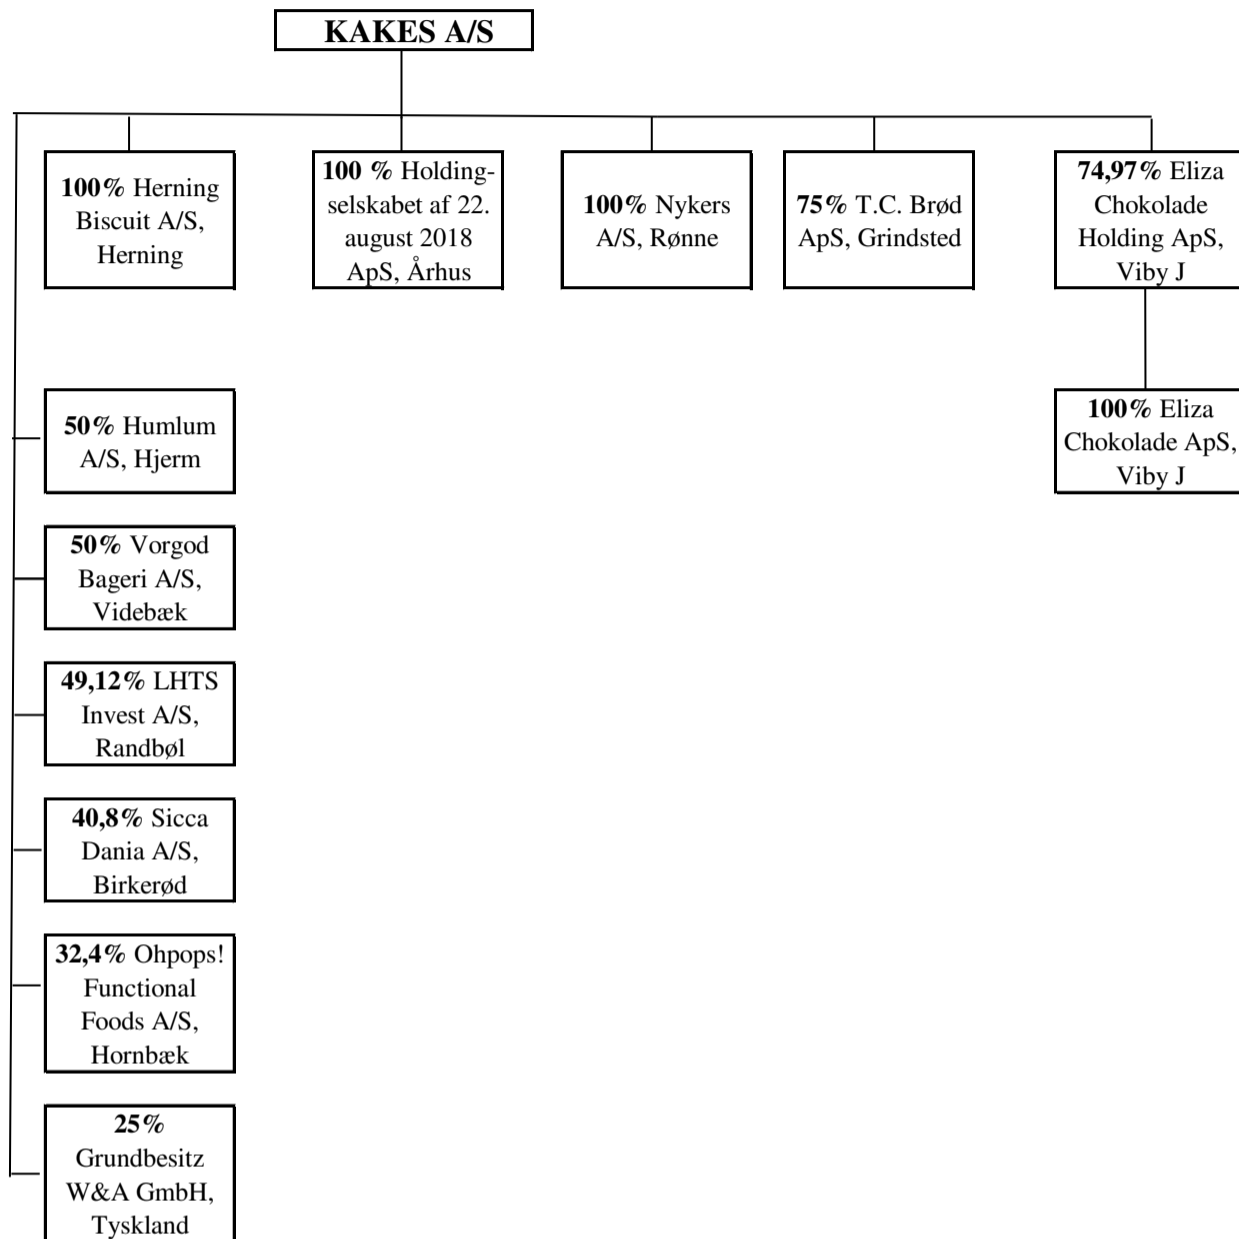 KAKES A/S
100% Herning
Biscuit A/S,
Herning
100 % Holding-
selskabet af 22.
august 2018
ApS, Århus
100% Nykers
A/S, Rønne
75% T.C. Brød
ApS, Grindsted
74,97% Eliza
Chokolade
Holding ApS,
Viby J
50% Humlum
A/S, Hjerm
100% Eliza
Chokolade ApS,
Viby J
50% Vorgod
Bageri A/S,
Videbæk
49,12% LHTS
Invest A/S,
Randbøl
40,8% Sicca
Dania A/S,
Birkerød
32,4% Ohpops!
Functional
Foods A/S,
Hornbæk
25%
Grundbesitz
W&A GmbH,
Tyskland